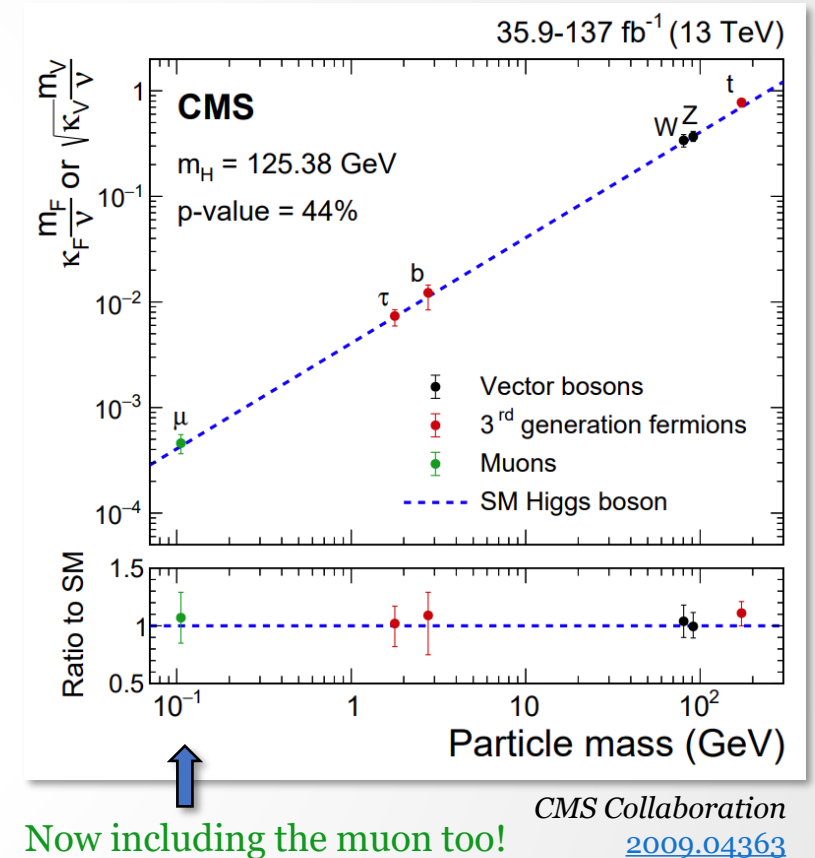 35.9-137 fb⁻¹ (13 TeV)
κ_F m_F/ν or √κ_V m_V/ν
CMS
m_H = 125.38 GeV
p-value = 44%
1
10⁻¹
10⁻²
10⁻³
10⁻⁴
μ
τ
b
W
Z
t
Vector bosons
3ʳᵈ generation fermions
Muons
SM Higgs boson
Ratio to SM
1.5
1
0.5
10⁻¹ 1 10 10²
Particle mass (GeV)
Now including the muon too!
CMS Collaboration
2009.04363